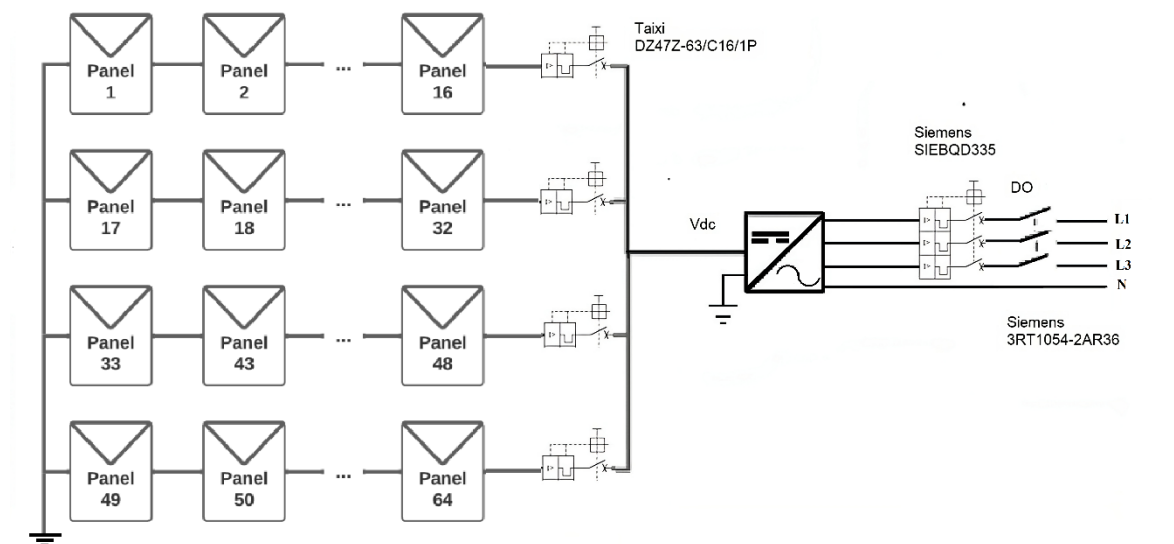 Taixi
DZ47Z-63/C16/1P
Panel
1
Panel
2
...
Panel
16
Panel
17
Panel
18
...
Panel
32
Siemens
SIEBQD335
DO
Vdc
L1
L2
L3
N
Siemens
3RT1054-2AR36
Panel
33
Panel
43
...
Panel
48
Panel
49
Panel
50
...
Panel
64